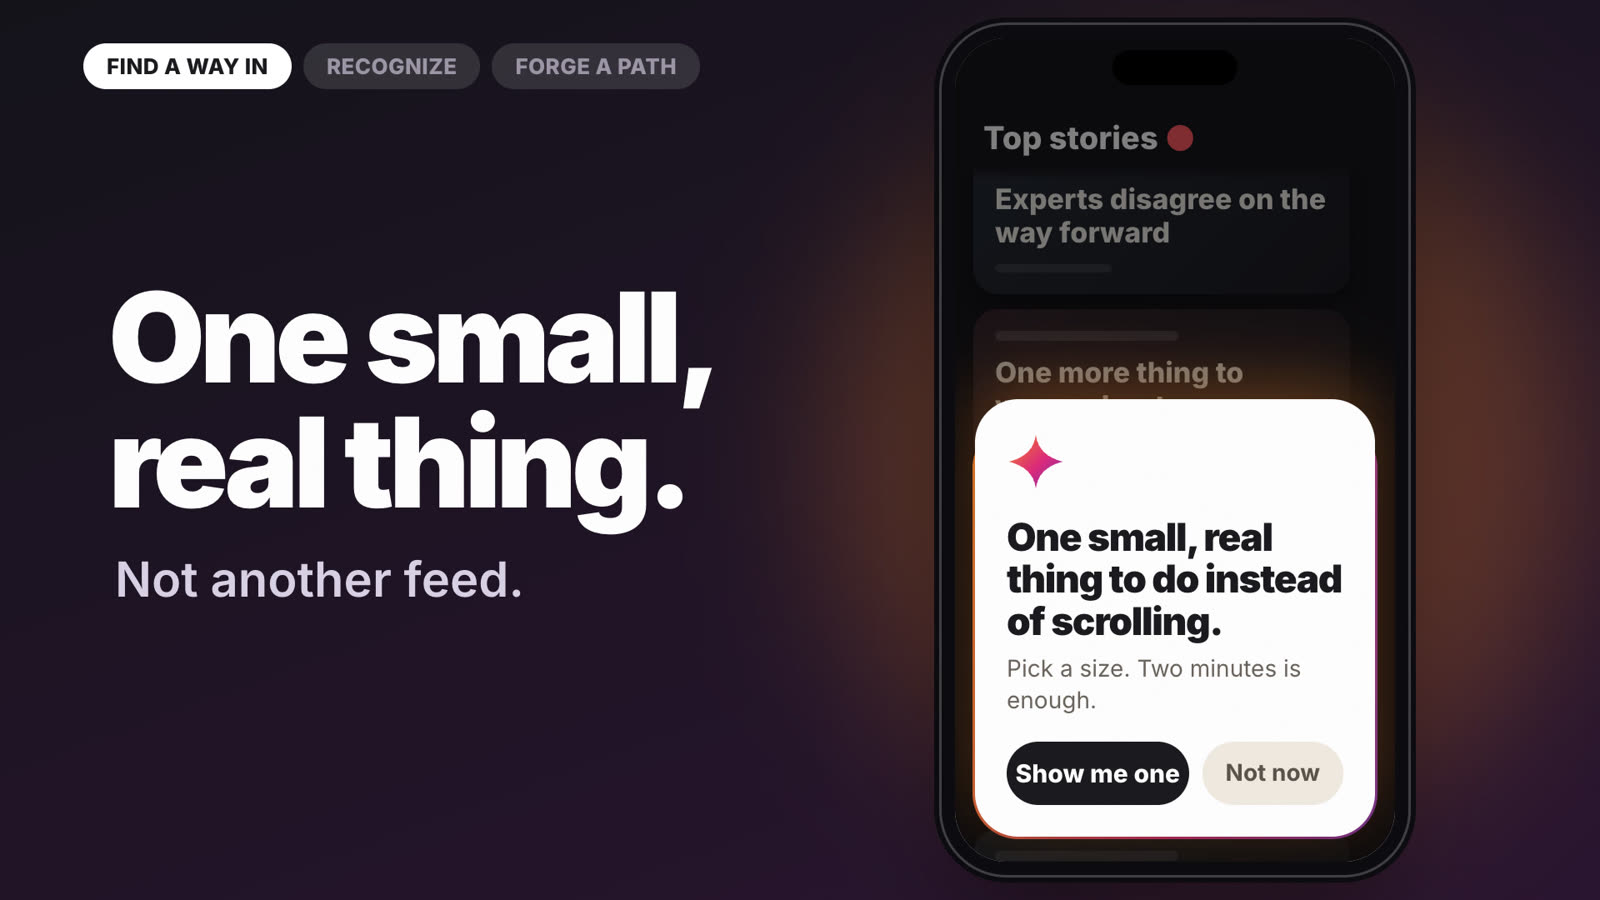 FIND A WAY IN
RECOGNIZE
FORGE A PATH
One small,
real thing.
Not another feed.
Top stories
Experts disagree on the
way forward
One more thing to
One small, real
thing to do instead
of scrolling.
Pick a size. Two minutes is
enough.
Show me one
Not now